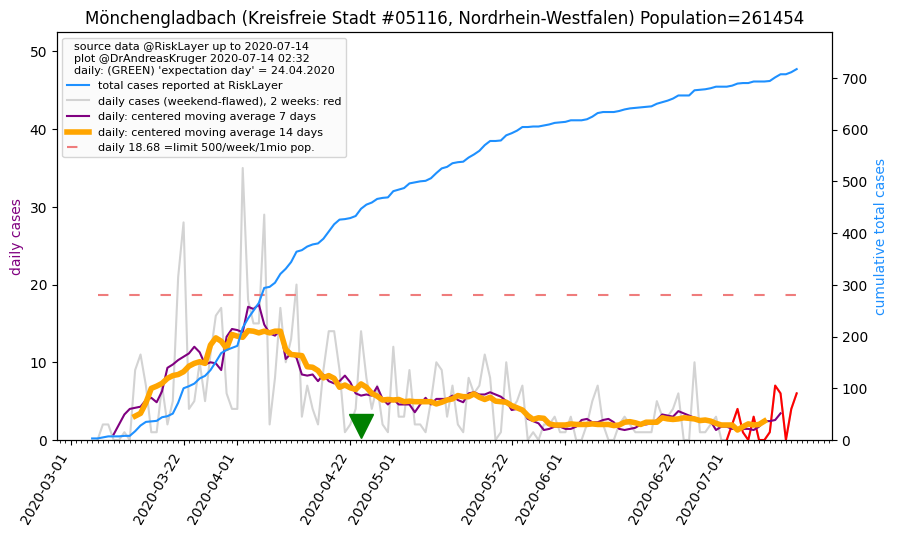 Mönchengladbach (Kreisfreie Stadt #05116, Nordrhein-Westfalen) Population=261454
source data @RiskLayer up to 2020-07-14
plot @DrAndreasKruger 2020-07-14 02:32
daily: (GREEN) 'expectation day' = 24.04.2020
total cases reported at RiskLayer
daily cases (weekend-flawed), 2 weeks: red
daily: centered moving average 7 days
daily: centered moving average 14 days
daily 18.68 =limit 500/week/1mio pop.
daily cases
50
40
30
20
10
0
cumulative total cases
700
600
500
400
300
200
100
0
2020-03-01
2020-03-22
2020-04-01
2020-04-22
2020-05-01
2020-05-22
2020-06-01
2020-06-22
2020-07-01